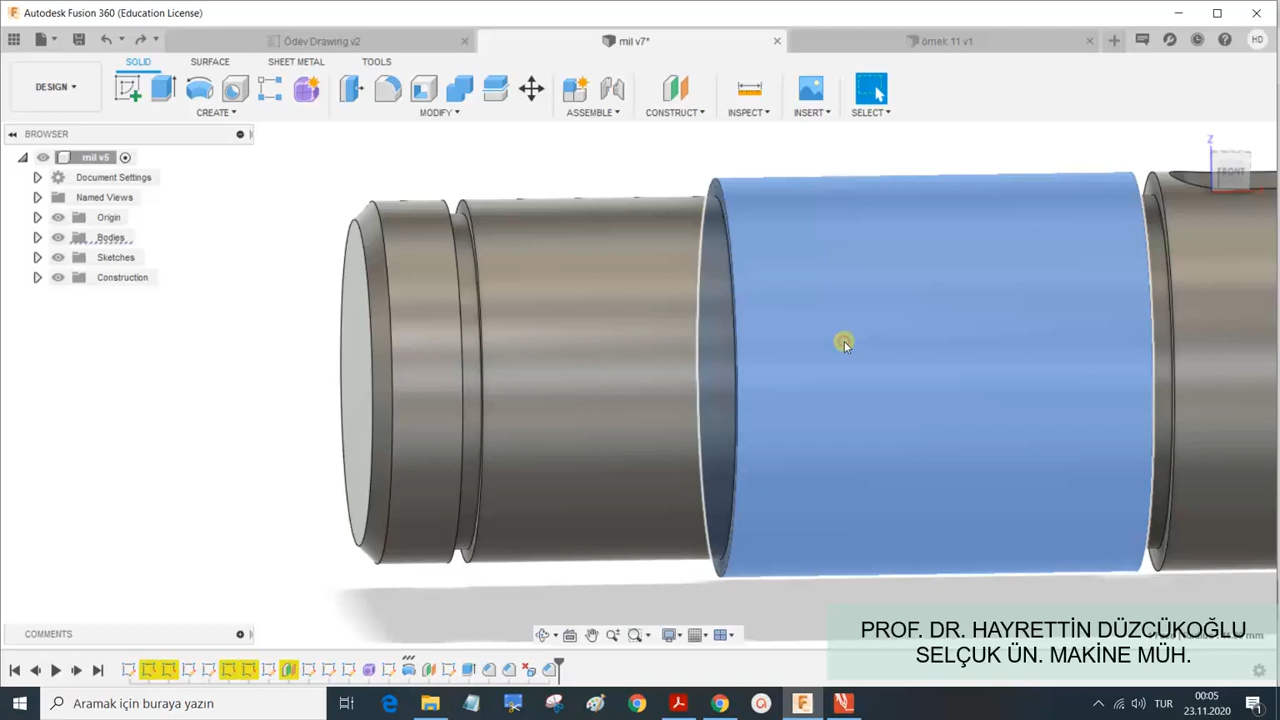 Autodesk Fusion 360 (Education License)
Ödev Drawing v2
mil v7*
örnek 11 v1
HD
DESIGN
SOLID
SURFACE
SHEET METAL
TOOLS
CREATE
MODIFY
ASSEMBLE
CONSTRUCT
INSPECT
INSERT
SELECT
BROWSER
mil v5
Document Settings
Named Views
Origin
Bodies
Sketches
Construction
Z
FRONT
COMMENTS
PROF. DR. HAYRETTİN DÜZCÜKOĞLU
SELÇUK ÜN. MAKİNE MÜH.
Aramak için buraya yazın
TUR
00:05
23.11.2020
1